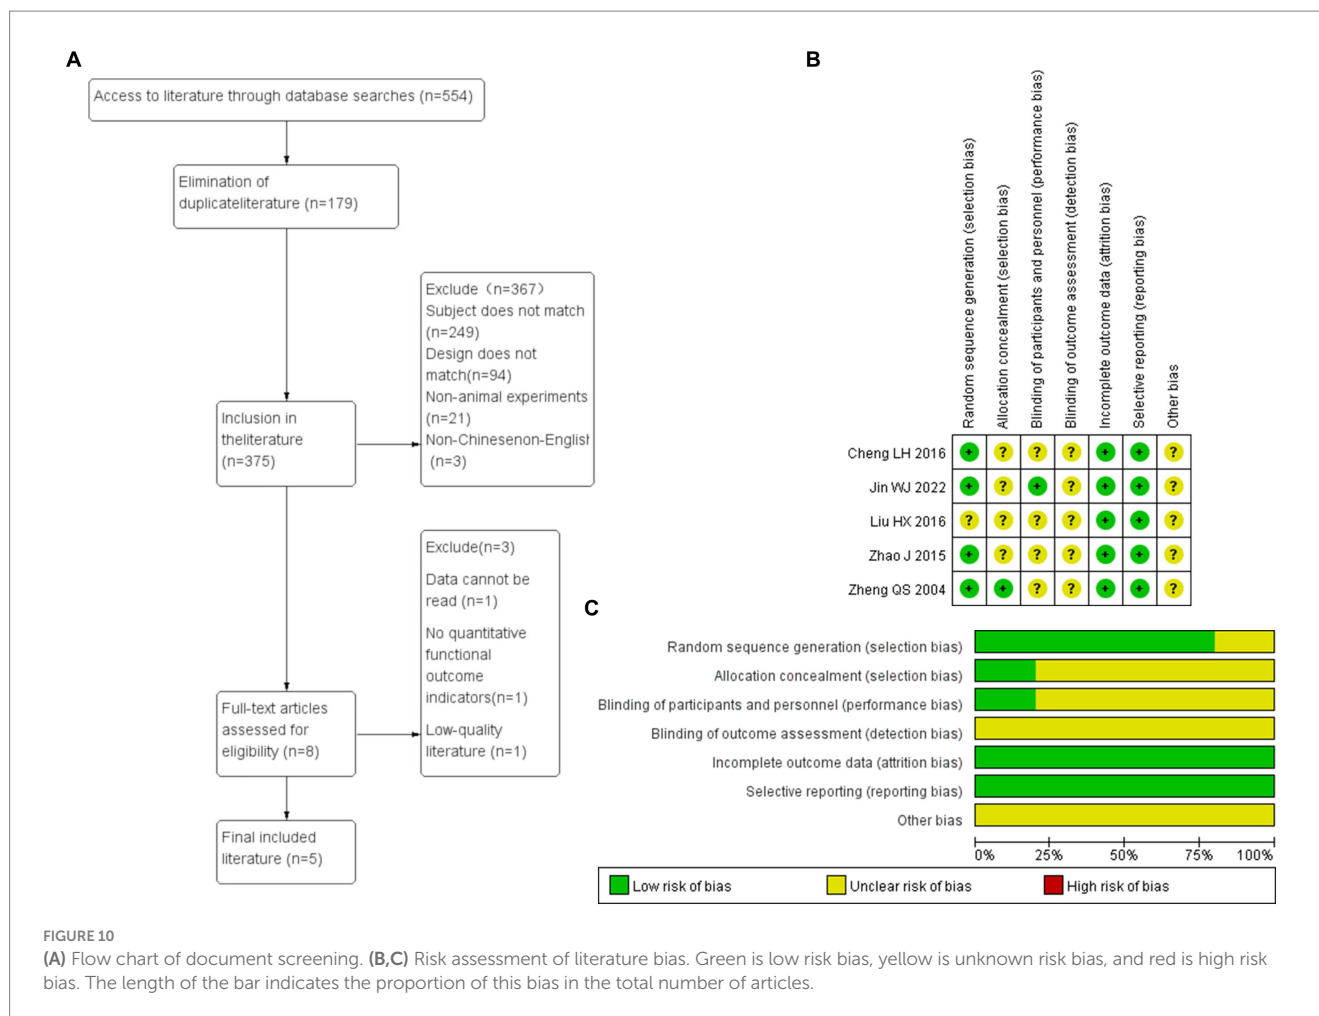 A
Access to literature through database searches (n=554)
Elimination of
duplicateliterature (n=179)
Exclude（n=367）
Subject does not match
(n=249)
Design does not
match(n=94)
Non-animal experiments
(n=21)
Non-Chinesenon-English
(n=3)
Inclusion in
theliterature
(n=375)
Exclude(n=3)
Data cannot be
read (n=1)
No quantitative
functional
outcome
indicators(n=1)
Low-quality
literature (n=1)
Full-text articles
assessed for
eligibility (n=8)
Final included
literature (n=5)
B
Random sequence generation (selection bias)
Allocation concealment (selection bias)
Blinding of participants and personnel (performance bias)
Blinding of outcome assessment (detection bias)
Incomplete outcome data (attrition bias)
Selective reporting (reporting bias)
Other bias
Cheng LH 2016 + ? ? ? + + ?
Jin WJ 2022 + ? + ? + + ?
Liu HX 2016 ? ? ? ? + + ?
Zhao J 2015 + ? ? ? + + ?
Zheng QS 2004 + + ? ? + + ?
C
Random sequence generation (selection bias)
Allocation concealment (selection bias)
Blinding of participants and personnel (performance bias)
Blinding of outcome assessment (detection bias)
Incomplete outcome data (attrition bias)
Selective reporting (reporting bias)
Other bias
0% 25% 50% 75% 100%
Low risk of bias Unclear risk of bias High risk of bias
FIGURE 10
(A) Flow chart of document screening. (B,C) Risk assessment of literature bias. Green is low risk bias, yellow is unknown risk bias, and red is high risk
bias. The length of the bar indicates the proportion of this bias in the total number of articles.